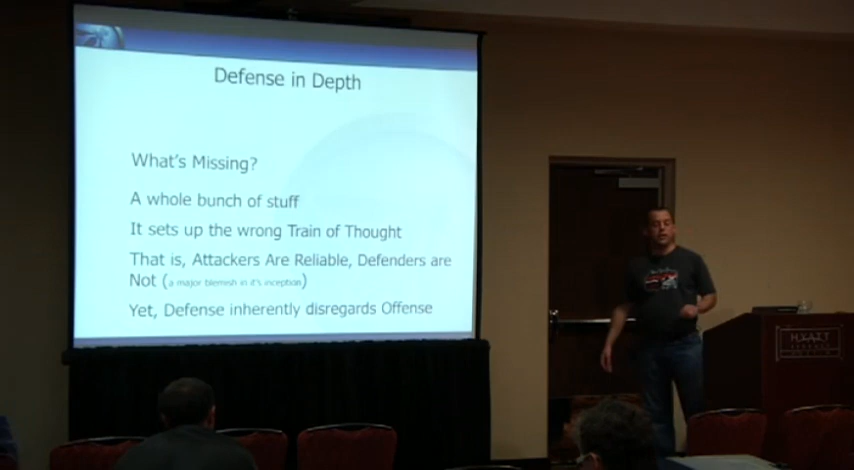 Defense in Depth
What's Missing?
A whole bunch of stuff
It sets up the wrong Train of Thought
That is, Attackers Are Reliable, Defenders are
Not (a major blemish in it's inception)
Yet, Defense inherently disregards Offense
HYATT